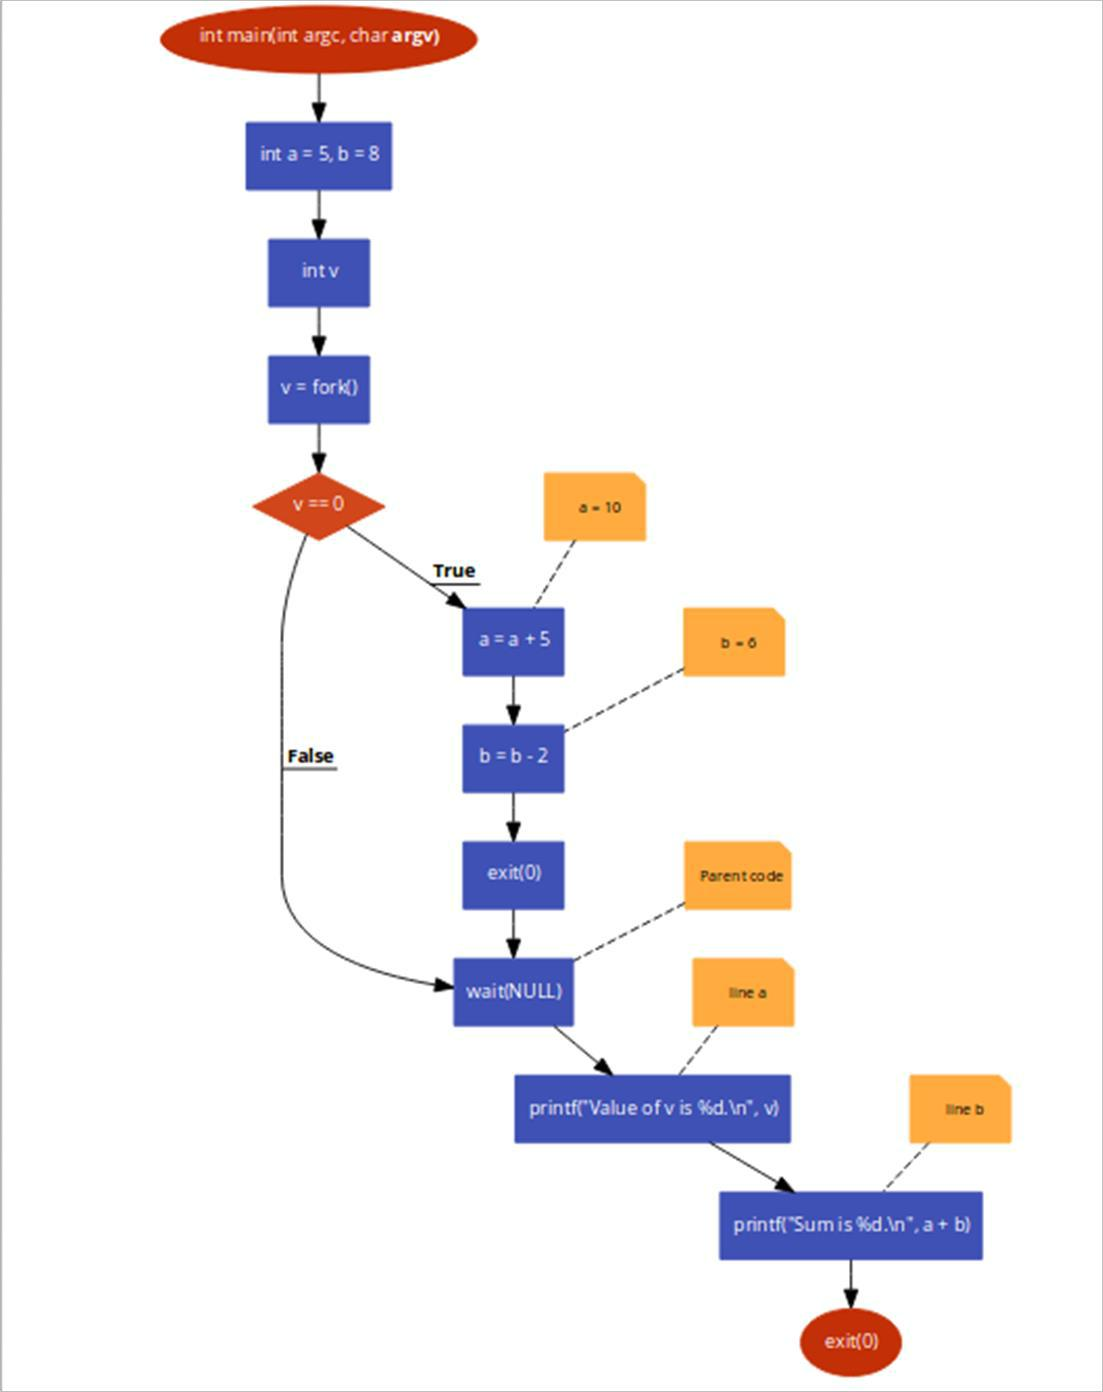 int main(int argc, char argv)
int a = 5, b = 8
int v
v = fork()
v == 0
a = 10
True
a = a + 5
b = 6
b = b - 2
False
exit(0)
Parent code
wait(NULL)
line a
printf("Value of v is %d.\n", v)
line b
printf("Sum is %d.\n", a + b)
exit(0)